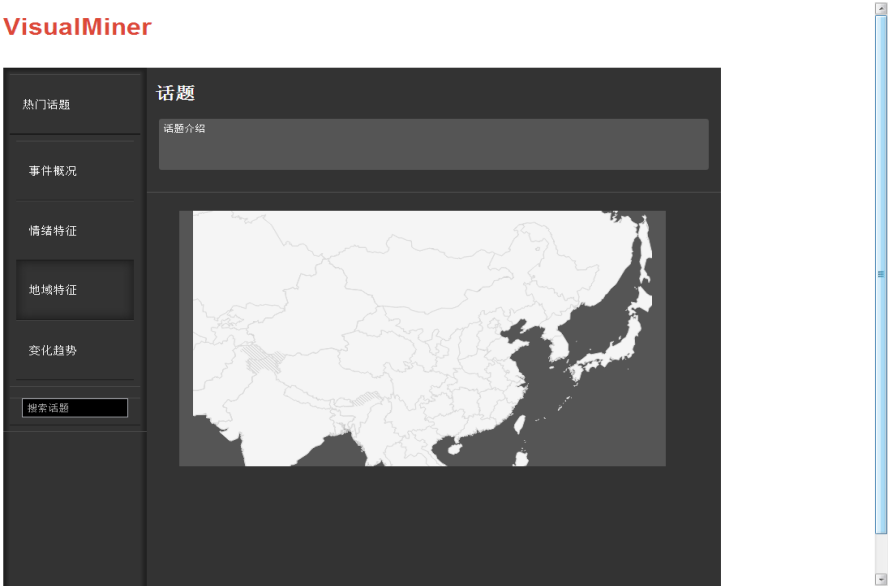 VisualMiner
热门话题
事件概况
情绪特征
地域特征
变化趋势
搜索话题
话题
话题介绍